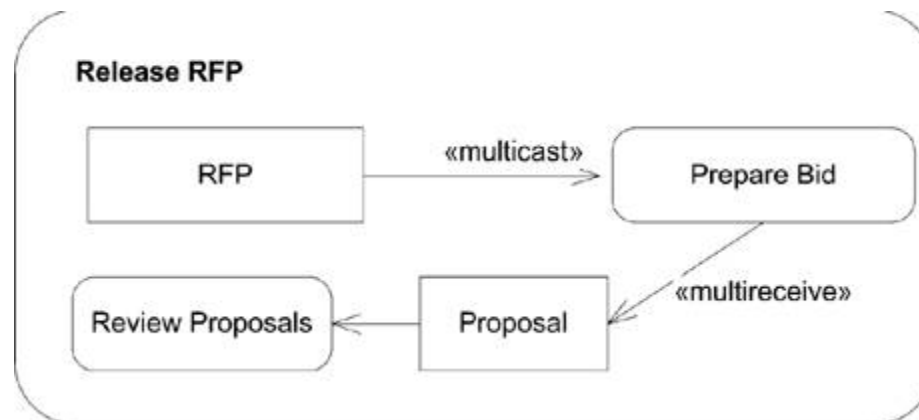 Release RFP
RFP
«multicast»
Prepare Bid
«multireceive»
Review Proposals
Proposal